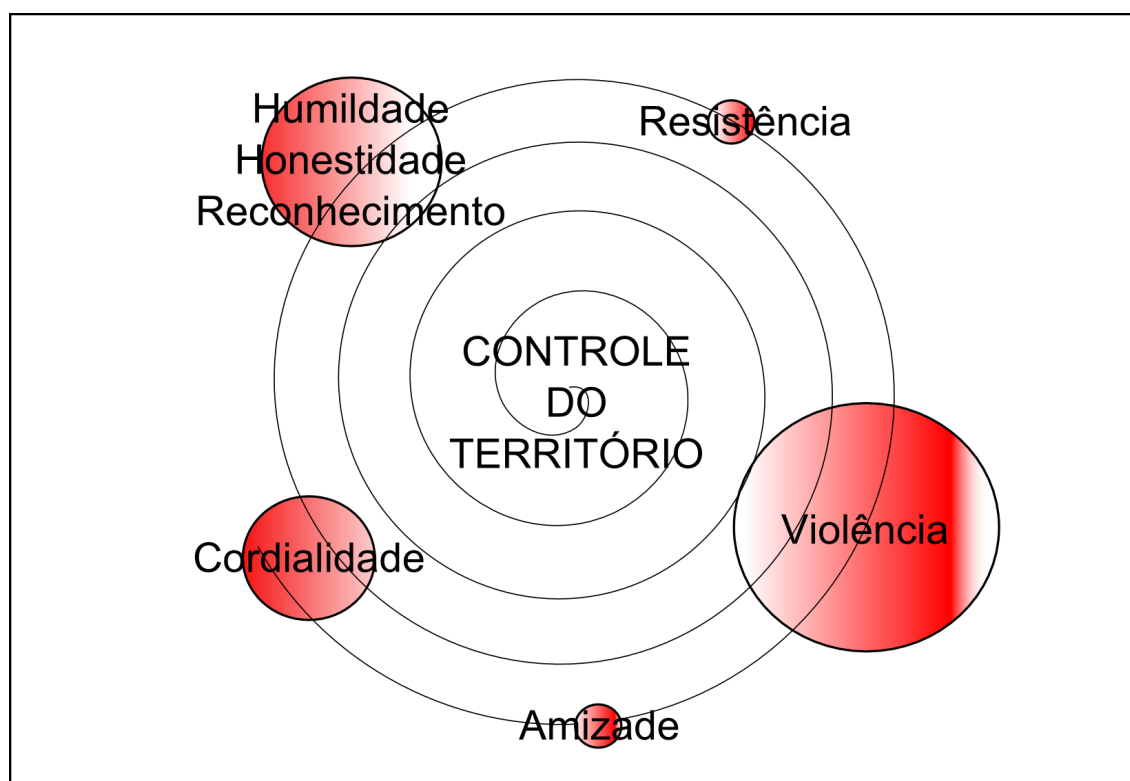 Humildade
Honestidade
Reconhecimento
Resistência
CONTROLE
DO
TERRITÓRIO
Violência
Cordialidade
Amizade